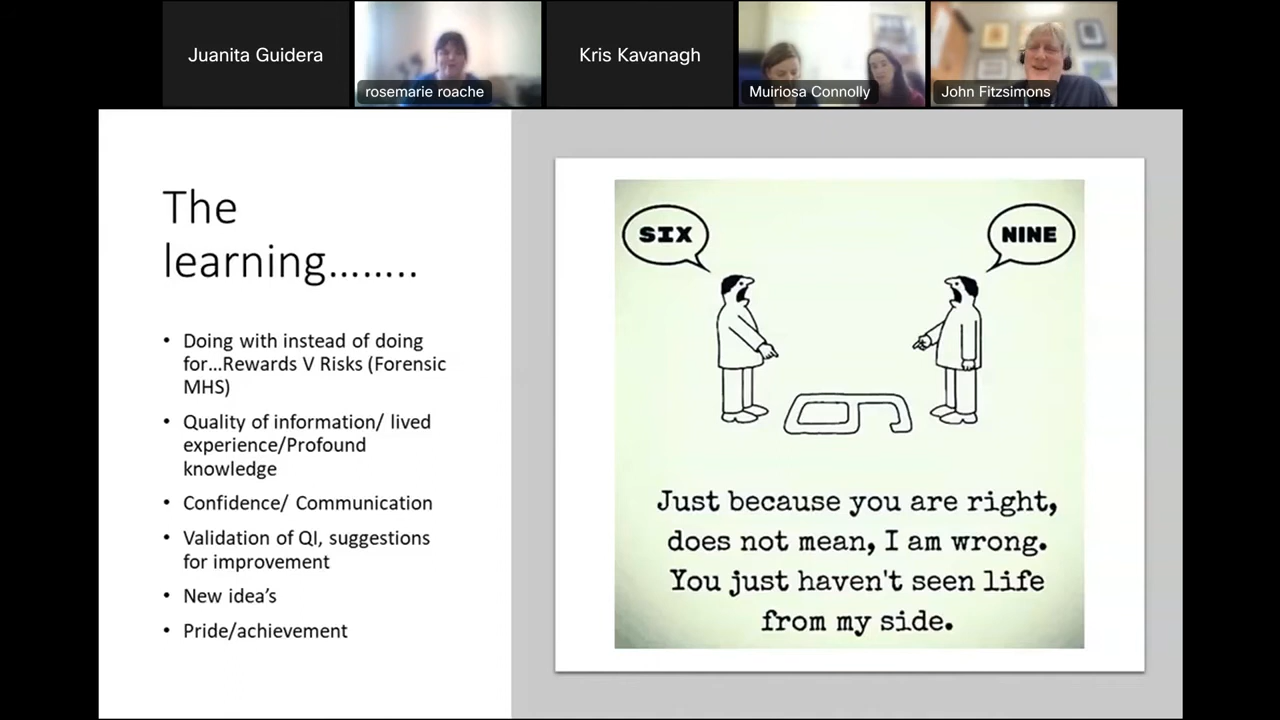 Juanita Guidera
rosemarie roache
Kris Kavanagh
Muiriosa Connolly
John Fitzsimons
The
learning........
• Doing with instead of doing
for...Rewards V Risks (Forensic
MHS)
• Quality of information/ lived
experience/Profound
knowledge
• Confidence/ Communication
• Validation of QI, suggestions
for improvement
• New idea's
• Pride/achievement
SIX
NINE
Just because you are right,
does not mean, I am wrong.
You just haven't seen life
from my side.